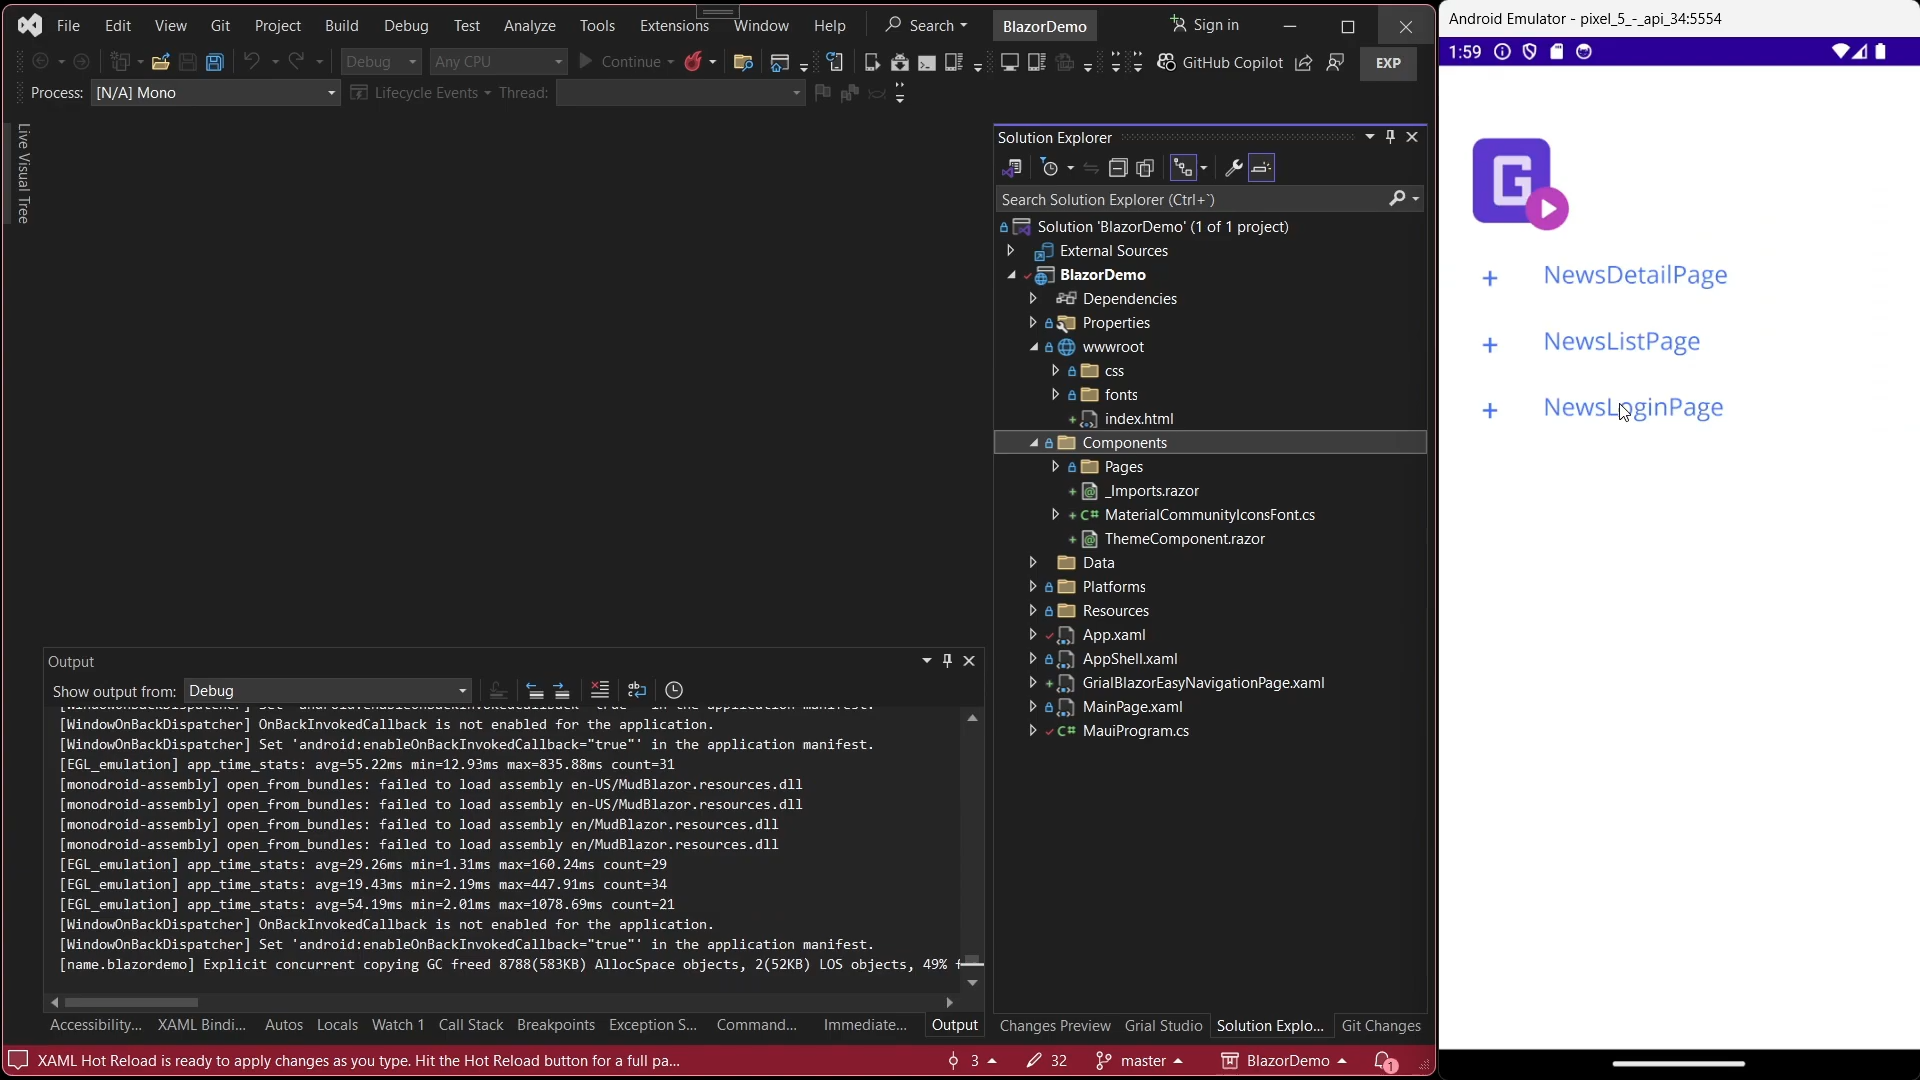 File Edit View Git Project Build Debug Test Analyze Tools Extensions Window Help Search BlazorDemo Sign in
Debug Any CPU Continue GitHub Copilot EXP
Process: [N/A] Mono Lifecycle Events Thread:
Live Visual Tree
Output
Show output from: Debug
[WindowOnBackDispatcher] Set 'android:enableOnBackInvokedCallback="true"' in the application manifest.
[WindowOnBackDispatcher] OnBackInvokedCallback is not enabled for the application.
[WindowOnBackDispatcher] Set 'android:enableOnBackInvokedCallback="true"' in the application manifest.
[EGL_emulation] app_time_stats: avg=55.22ms min=12.93ms max=835.88ms count=31
[monodroid-assembly] open_from_bundles: failed to load assembly en-US/MudBlazor.resources.dll
[monodroid-assembly] open_from_bundles: failed to load assembly en-US/MudBlazor.resources.dll
[monodroid-assembly] open_from_bundles: failed to load assembly en/MudBlazor.resources.dll
[monodroid-assembly] open_from_bundles: failed to load assembly en/MudBlazor.resources.dll
[EGL_emulation] app_time_stats: avg=29.26ms min=1.31ms max=160.24ms count=29
[EGL_emulation] app_time_stats: avg=19.43ms min=2.19ms max=447.91ms count=34
[EGL_emulation] app_time_stats: avg=54.19ms min=2.01ms max=1078.69ms count=21
[WindowOnBackDispatcher] OnBackInvokedCallback is not enabled for the application.
[WindowOnBackDispatcher] Set 'android:enableOnBackInvokedCallback="true"' in the application manifest.
[name.blazordemo] Explicit concurrent copying GC freed 8788(583KB) AllocSpace objects, 2(52KB) LOS objects, 49% f
Accessibility... XAML Bindi... Autos Locals Watch 1 Call Stack Breakpoints Exception S... Command... Immediate... Output
Solution Explorer
Search Solution Explorer (Ctrl+`)
Solution 'BlazorDemo' (1 of 1 project)
External Sources
BlazorDemo
Dependencies
Properties
wwwroot
css
fonts
index.html
Components
Pages
_Imports.razor
C# MaterialCommunityIconsFont.cs
ThemeComponent.razor
Data
Platforms
Resources
App.xaml
AppShell.xaml
GrialBlazorEasyNavigationPage.xaml
MainPage.xaml
C# MauiProgram.cs
Changes Preview Grial Studio Solution Explo... Git Changes
XAML Hot Reload is ready to apply changes as you type. Hit the Hot Reload button for a full pa... 3 32 master BlazorDemo 1
Android Emulator - pixel_5_-_api_34:5554
1:59
G
+ NewsDetailPage
+ NewsListPage
+ NewsLoginPage